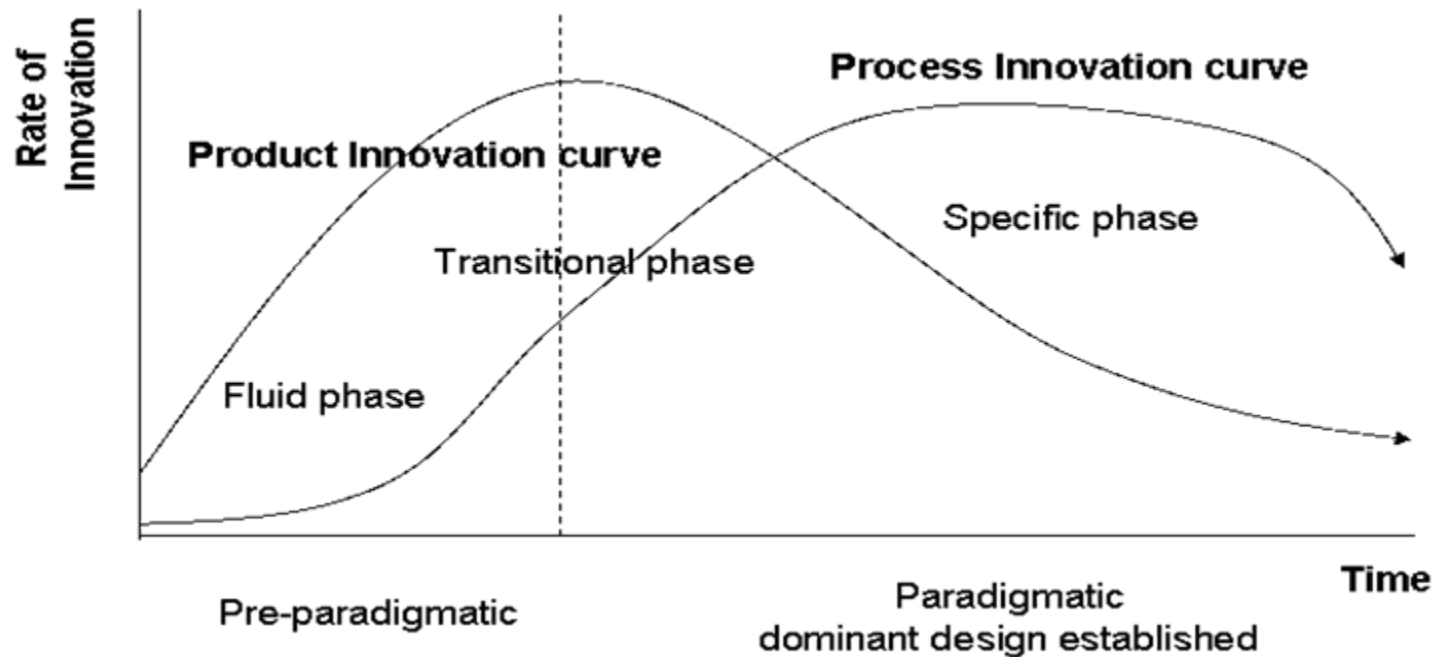 Rate of
Innovation
Process Innovation curve
Product Innovation curve
Specific phase
Transitional phase
Fluid phase
Time
Pre-paradigmatic
Paradigmatic
dominant design established